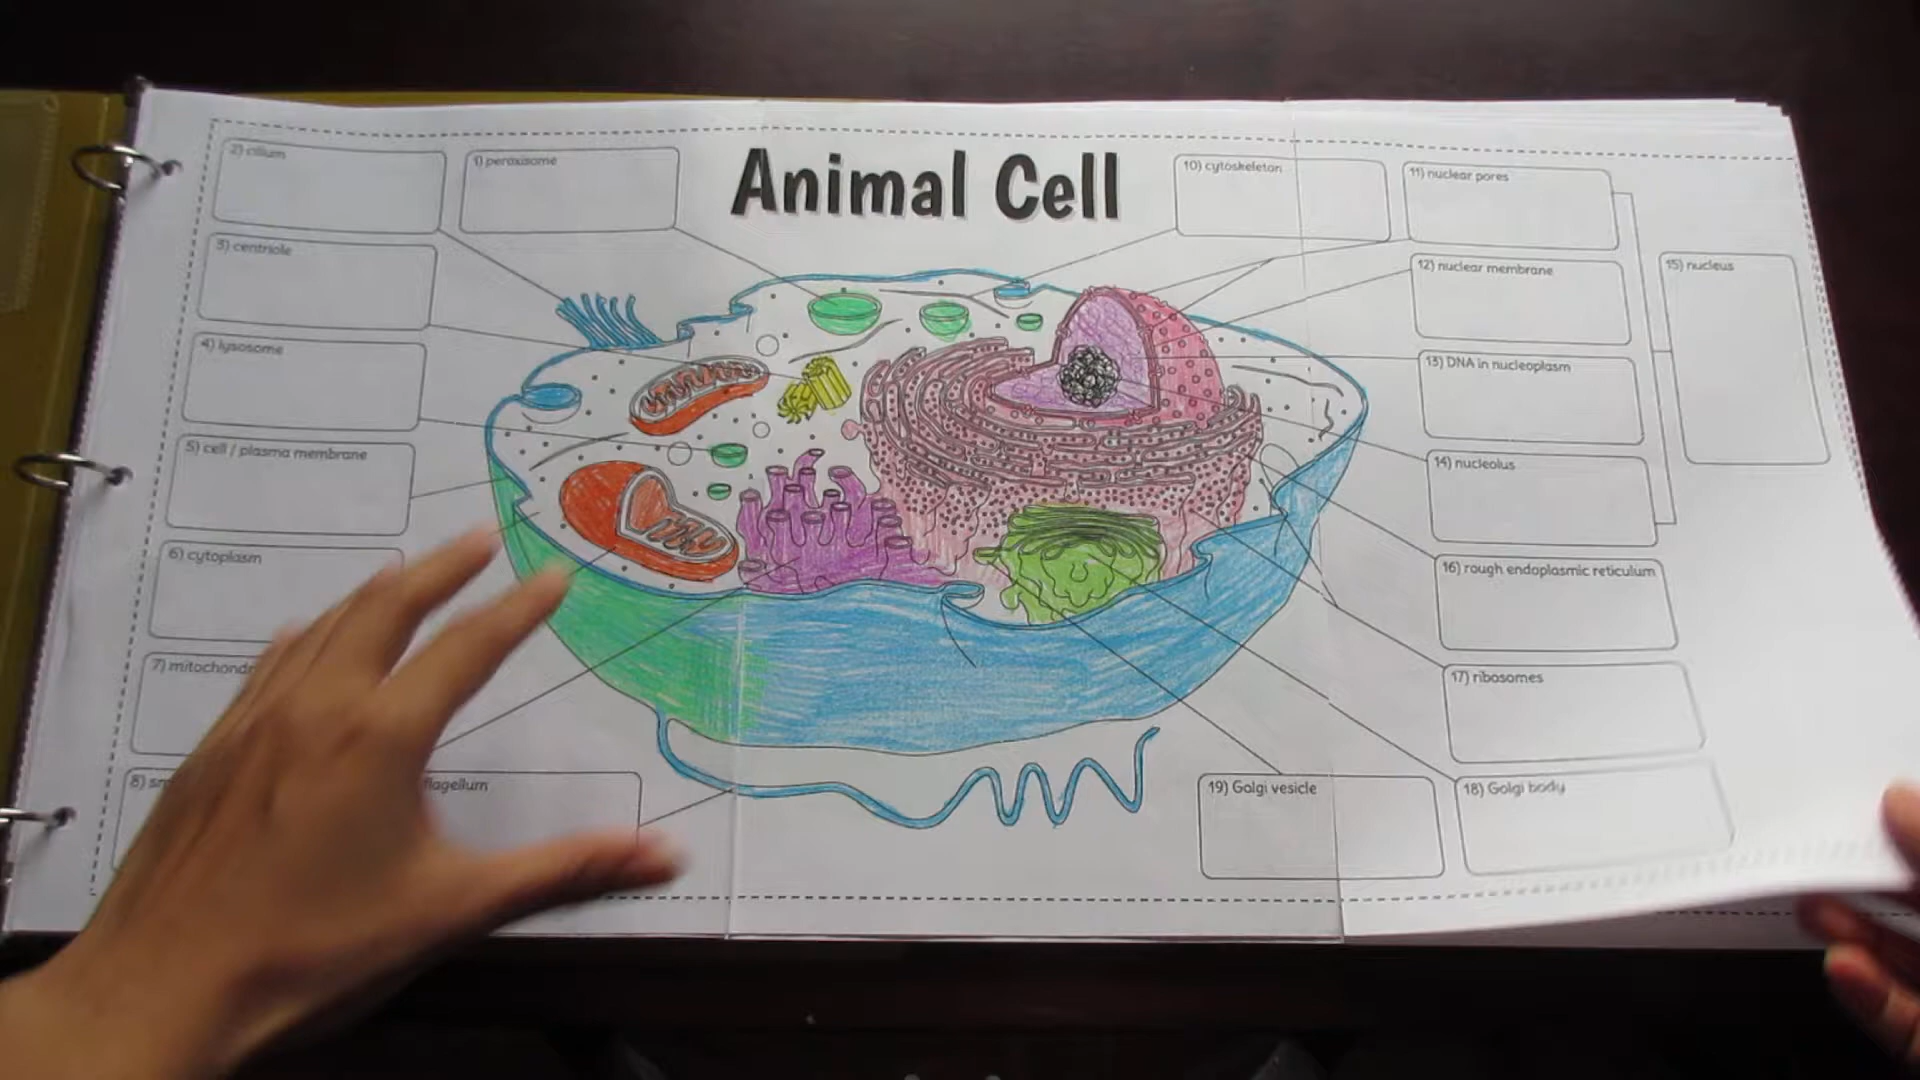 Animal Cell
2) cilium
1) peroxisome
3) centriole
4) lysosome
5) cell / plasma membrane
6) cytoplasm
7)
8)
flagellum
10) cytoskeleton
11) nuclear pores
12) nuclear membrane
13) DNA in nucleoplasm
14) nucleolus
15) nucleus
16) rough endoplasmic reticulum
17) ribosomes
18) Golgi body
19) Golgi vesicle